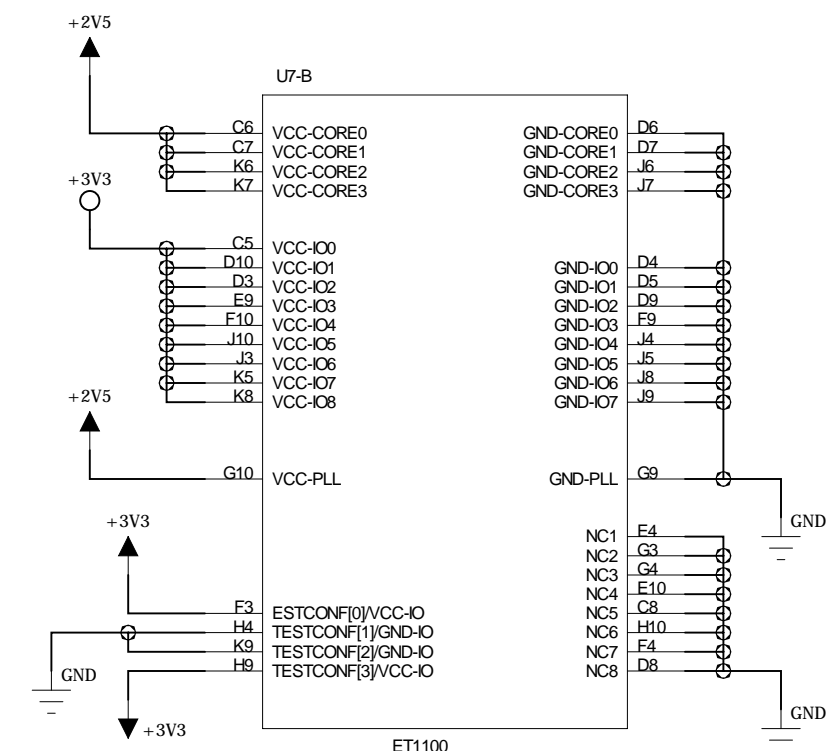 +2V5
U7-B
C6 VCC-CORE0 GND-CORE0 D6
C7 VCC-CORE1 GND-CORE1 D7
K6 VCC-CORE2 GND-CORE2 J6
K7 VCC-CORE3 GND-CORE3 J7
+3V3
C5 VCC-IO0
D10 VCC-IO1 GND-IO0 D4
D3 VCC-IO2 GND-IO1 D5
E9 VCC-IO3 GND-IO2 D9
F10 VCC-IO4 GND-IO3 F9
J10 VCC-IO5 GND-IO4 J4
J3 VCC-IO6 GND-IO5 J5
K5 VCC-IO7 GND-IO6 J8
K8 VCC-IO8 GND-IO7 J9
+2V5
G10 VCC-PLL GND-PLL G9
GND
+3V3
NC1 E4
NC2 G3
NC3 G4
NC4 E10
F3 ESTCONF[0]/VCC-IO NC5 C8
H4 TESTCONF[1]/GND-IO NC6 H10
K9 TESTCONF[2]/GND-IO NC7 F4
H9 TESTCONF[3]/VCC-IO NC8 D8
GND
GND
+3V3
ET1100